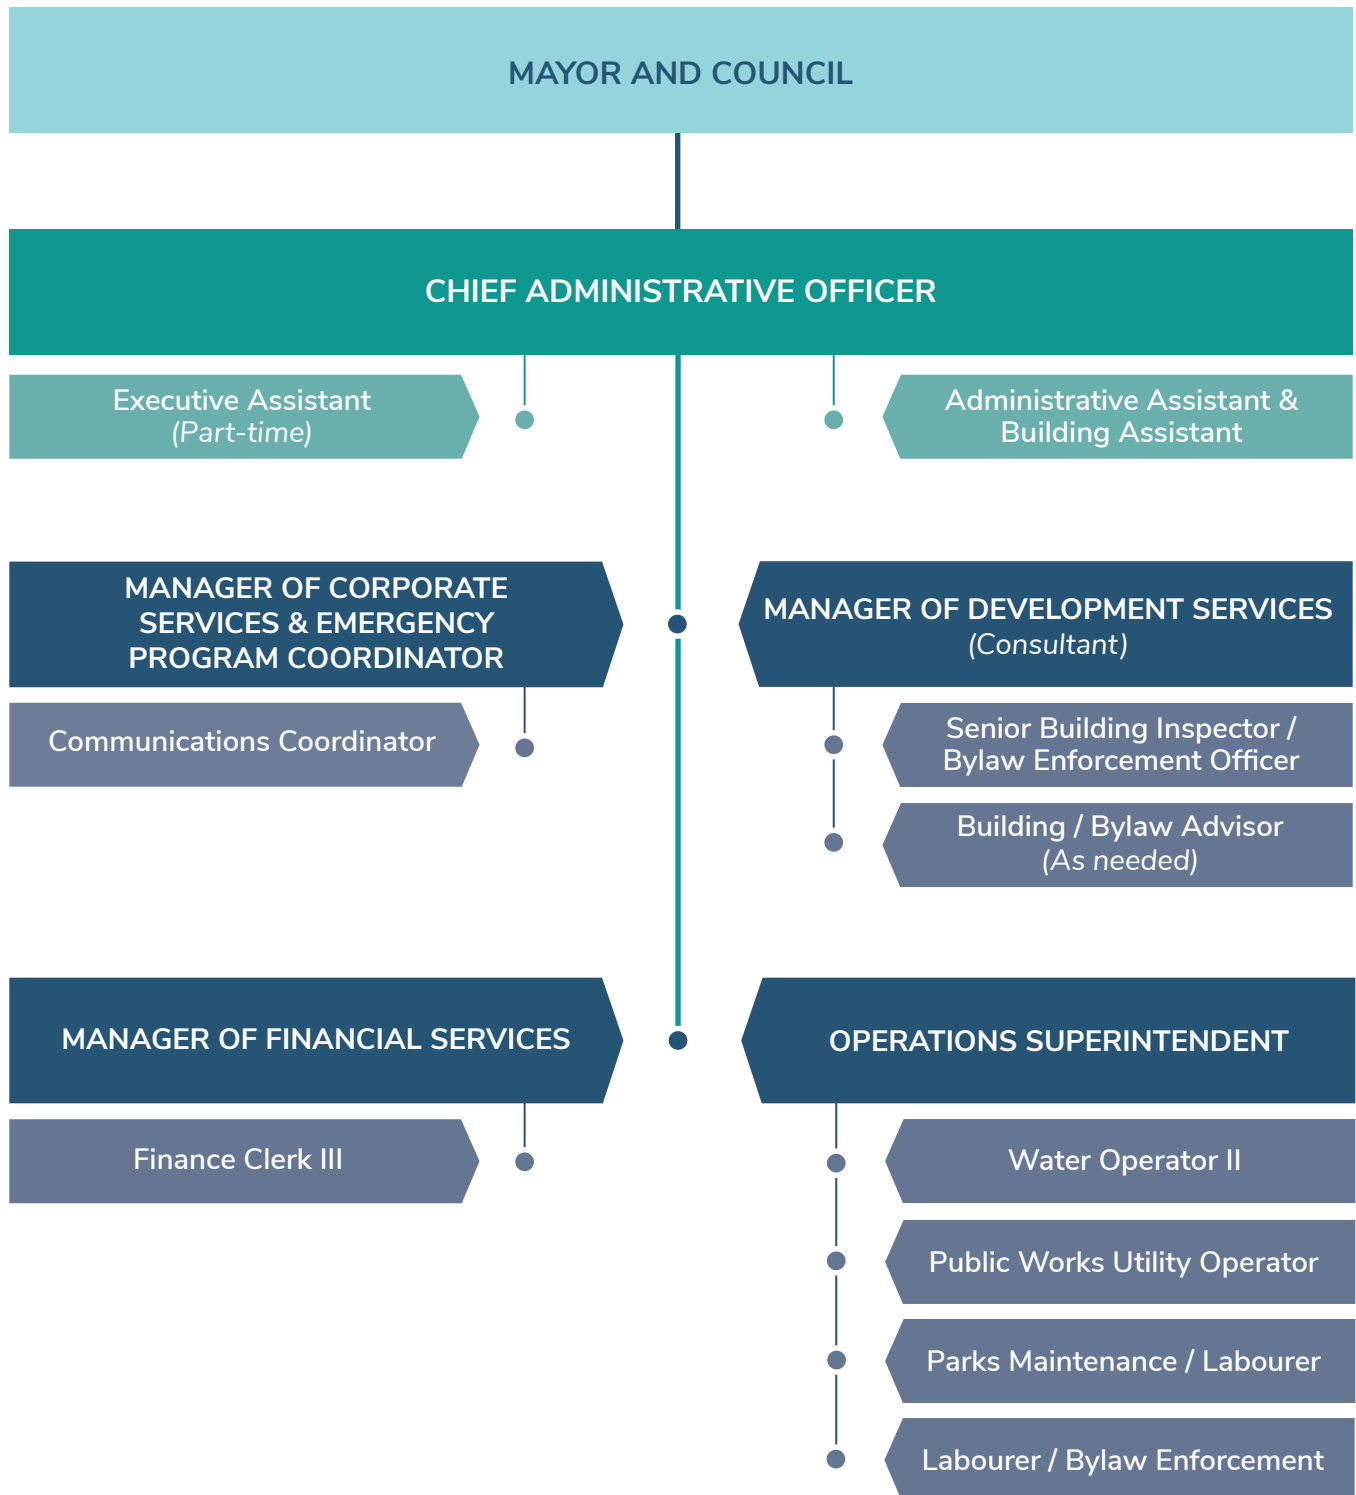 MAYOR AND COUNCIL
CHIEF ADMINISTRATIVE OFFICER
Executive Assistant
(Part-time)
Administrative Assistant &
Building Assistant
MANAGER OF CORPORATE
SERVICES & EMERGENCY
PROGRAM COORDINATOR
MANAGER OF DEVELOPMENT SERVICES
(Consultant)
Communications Coordinator
Senior Building Inspector /
Bylaw Enforcement Officer
Building / Bylaw Advisor
(As needed)
MANAGER OF FINANCIAL SERVICES
OPERATIONS SUPERINTENDENT
Finance Clerk III
Water Operator II
Public Works Utility Operator
Parks Maintenance / Labourer
Labourer / Bylaw Enforcement